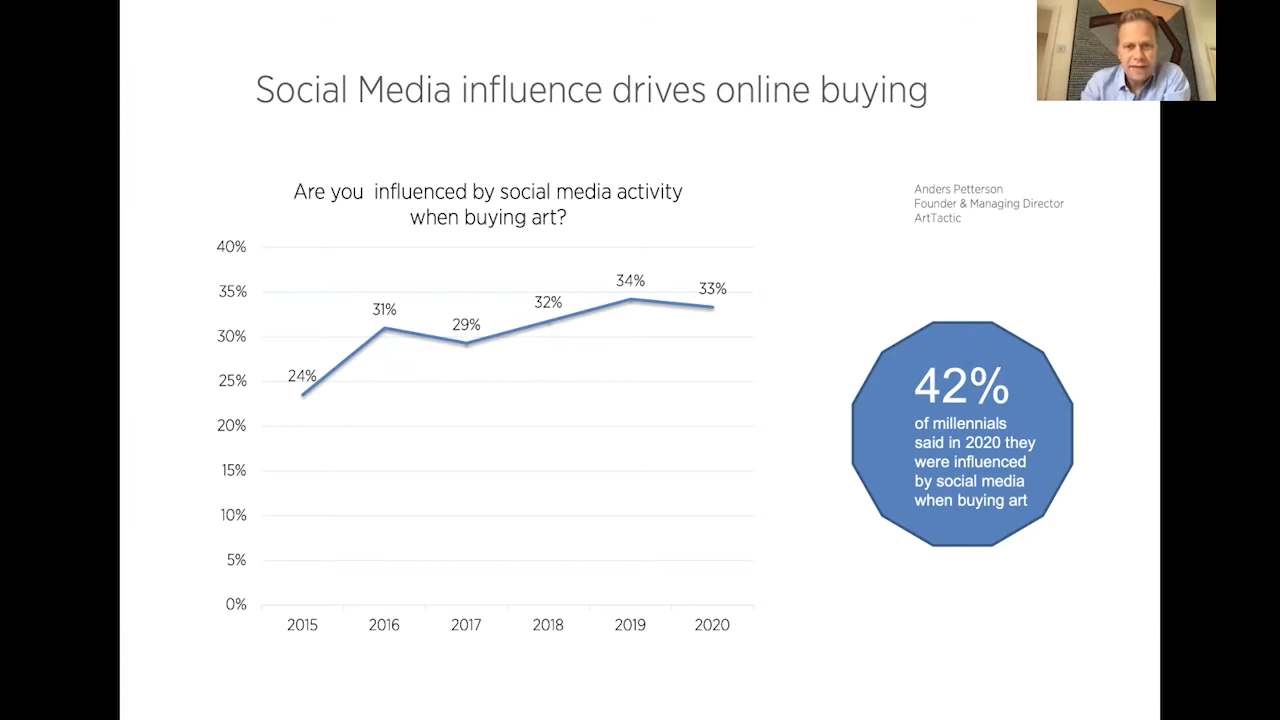 Social Media influence drives online buying
Are you influenced by social media activity
when buying art?
Anders Petterson
Founder & Managing Director
ArtTactic
40%
35%
30%
25%
20%
15%
10%
5%
0%
24%
31%
29%
32%
34%
33%
2015
2016
2017
2018
2019
2020
42%
of millennials
said in 2020 they
were influenced
by social media
when buying art